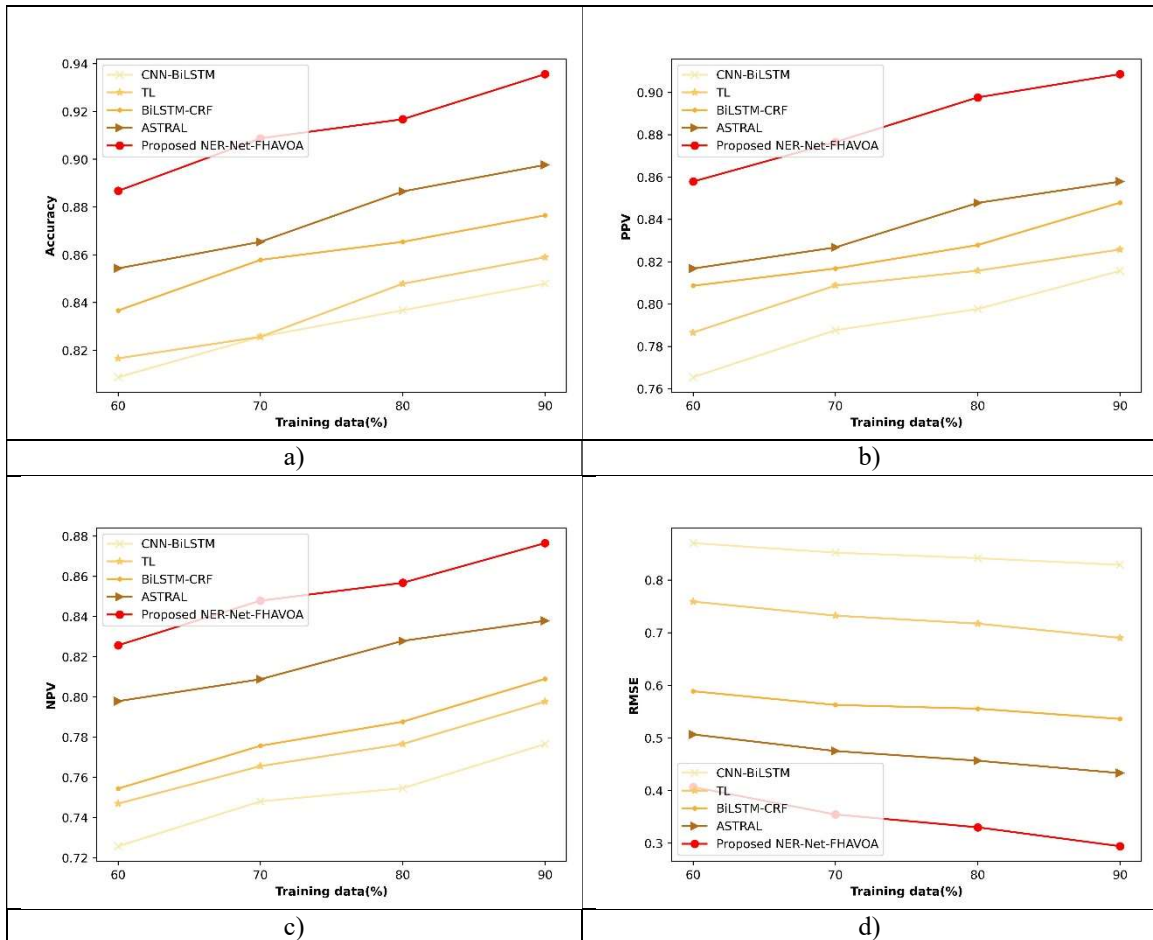 0.94
0.92
0.90
0.88
0.86
0.84
0.82
Accuracy
CNN-BiLSTM
TL
BiLSTM-CRF
ASTRAL
Proposed NER-Net-FHAVOA
60 70 80 90
Training data(%)
a)
0.90
0.88
0.86
0.84
0.82
0.80
0.78
0.76
PPV
CNN-BiLSTM
TL
BiLSTM-CRF
ASTRAL
Proposed NER-Net-FHAVOA
60 70 80 90
Training data(%)
b)
0.88
0.86
0.84
0.82
0.80
0.78
0.76
0.74
0.72
NPV
CNN-BiLSTM
TL
BiLSTM-CRF
ASTRAL
Proposed NER-Net-FHAVOA
60 70 80 90
Training data(%)
c)
0.8
0.7
0.6
0.5
0.4
0.3
RMSE
CNN-BiLSTM
TL
BiLSTM-CRF
ASTRAL
Proposed NER-Net-FHAVOA
60 70 80 90
Training data(%)
d)